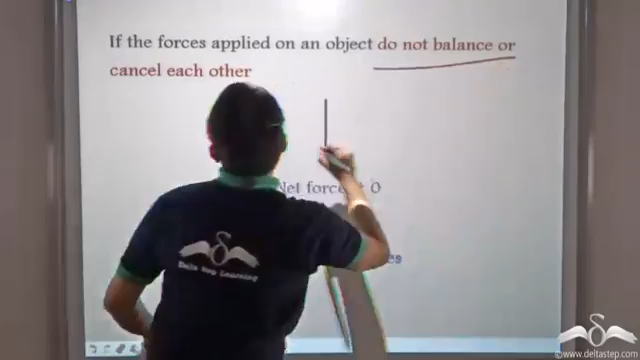 If the forces applied on an object do not balance or
cancel each other
Net force
0
Delta Step Learning
©www.deltastep.com